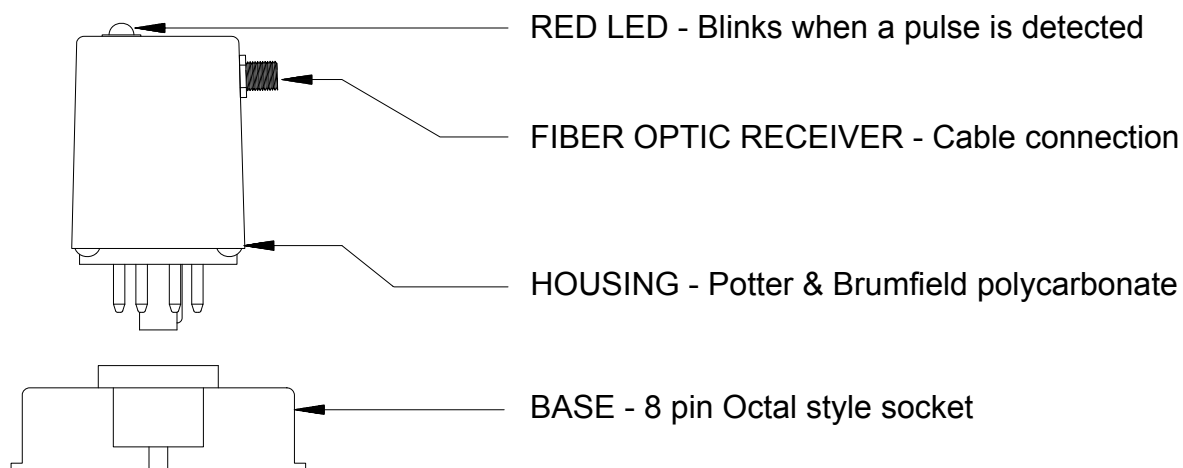 RED LED - Blinks when a pulse is detected
FIBER OPTIC RECEIVER - Cable connection
HOUSING - Potter & Brumfield polycarbonate
BASE - 8 pin Octal style socket